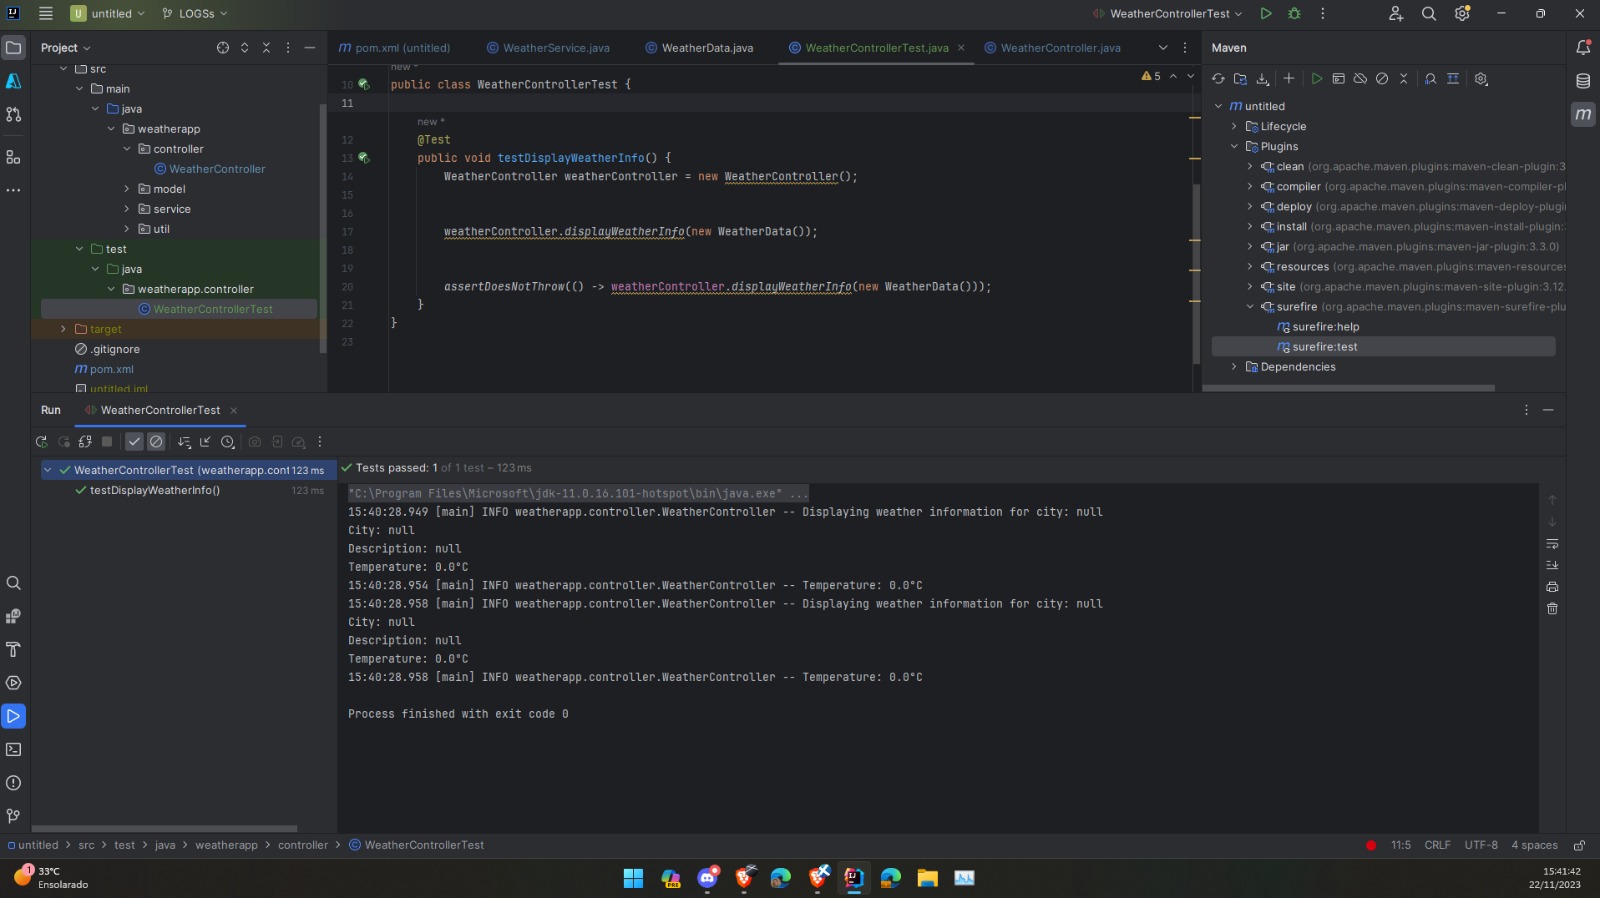 U untitled
LOGSs
WeatherControllerTest
Project
src
main
java
weatherapp
controller
WeatherController
model
service
util
test
java
weatherapp.controller
WeatherControllerTest
target
.gitignore
pom.xml
untitled.iml
pom.xml (untitled)
WeatherService.java
WeatherData.java
WeatherControllerTest.java
WeatherController.java
new *
5
10 public class WeatherControllerTest {
11
new *
12 @Test
13 public void testDisplayWeatherInfo() {
14 WeatherController weatherController = new WeatherController();
15
16
17 weatherController.displayWeatherInfo(new WeatherData());
18
19
20 assertDoesNotThrow(() -> weatherController.displayWeatherInfo(new WeatherData()));
21 }
22 }
23
Maven
untitled
Lifecycle
Plugins
clean (org.apache.maven.plugins:maven-clean-plugin:3
compiler (org.apache.maven.plugins:maven-compiler-pl
deploy (org.apache.maven.plugins:maven-deploy-plugi
install (org.apache.maven.plugins:maven-install-plugin:
jar (org.apache.maven.plugins:maven-jar-plugin:3.3.0)
resources (org.apache.maven.plugins:maven-resource
site (org.apache.maven.plugins:maven-site-plugin:3.12.
surefire (org.apache.maven.plugins:maven-surefire-plu
surefire:help
surefire:test
Dependencies
Run
WeatherControllerTest
WeatherControllerTest (weatherapp.cont 123 ms
testDisplayWeatherInfo() 123 ms
Tests passed: 1 of 1 test – 123 ms
"C:\Program Files\Microsoft\jdk-11.0.16.101-hotspot\bin\java.exe" ...
15:40:28.949 [main] INFO weatherapp.controller.WeatherController -- Displaying weather information for city: null
City: null
Description: null
Temperature: 0.0°C
15:40:28.954 [main] INFO weatherapp.controller.WeatherController -- Temperature: 0.0°C
15:40:28.958 [main] INFO weatherapp.controller.WeatherController -- Displaying weather information for city: null
City: null
Description: null
Temperature: 0.0°C
15:40:28.958 [main] INFO weatherapp.controller.WeatherController -- Temperature: 0.0°C
Process finished with exit code 0
untitled > src > test > java > weatherapp > controller > WeatherControllerTest
11:5 CRLF UTF-8 4 spaces
1
33°C
Ensolarado
PRE
15:41:42
22/11/2023